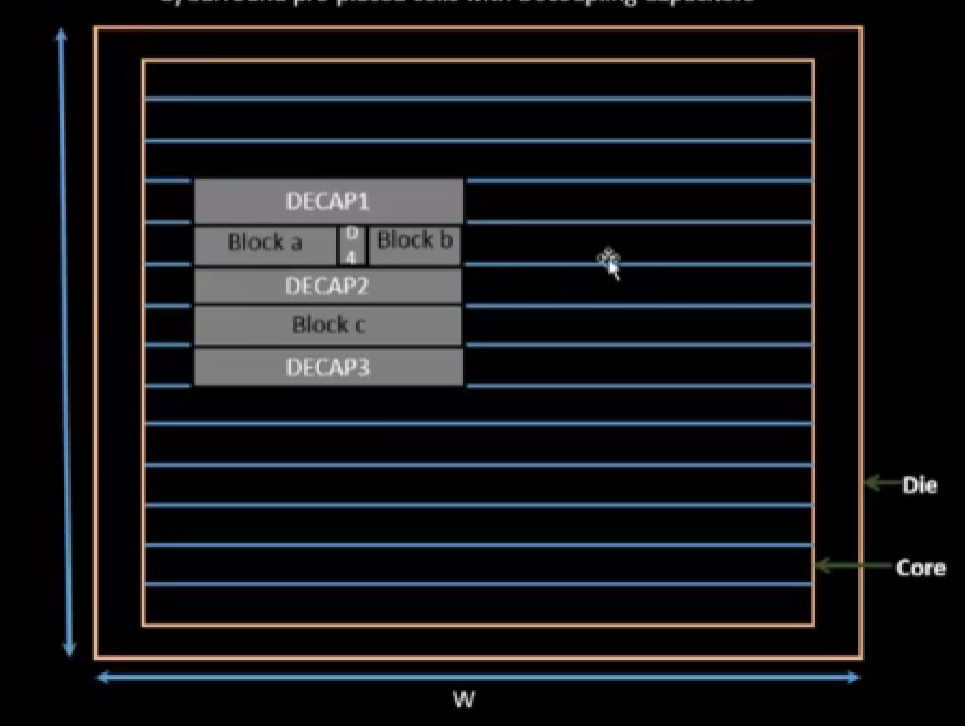 DECAP1
Block a
D
4
Block b
DECAP2
Block c
DECAP3
Die
Core
W